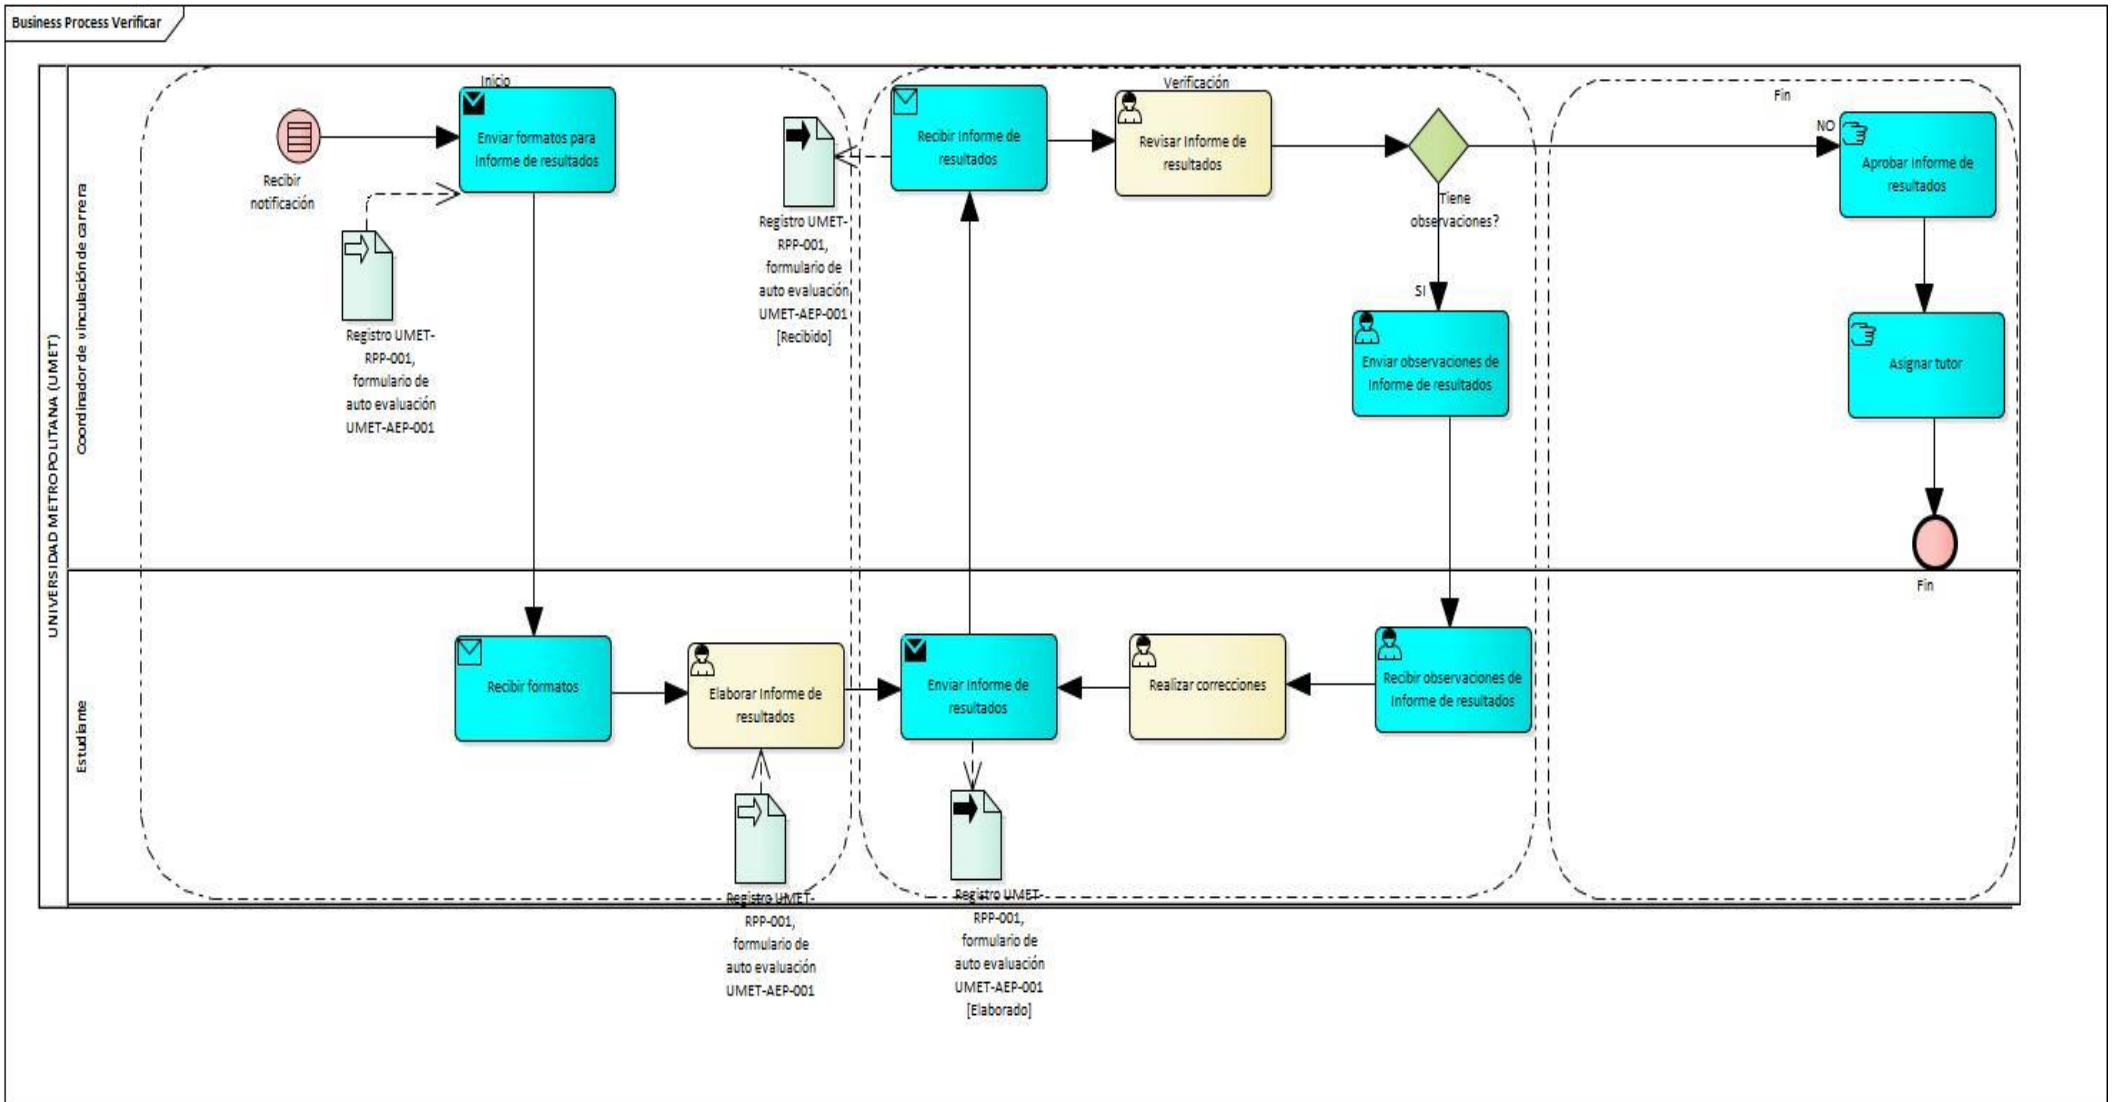 Business Process Verificar
UNIVERSIDAD METROPOLITANA (UMET)
Coordinador de vinculación de carrera
Inicio
Recibir
notificación
Enviar formatos para
Informe de resultados
Registro UMET-
RPP-001,
formulario de
auto evaluación
UMET-AEP-001
Verificación
Registro UMET-
RPP-001,
formulario de
auto evaluación
UMET-AEP-001
[Recibido]
Recibir Informe de
resultados
Revisar Informe de
resultados
Tiene
observaciones?
SI
NO
Enviar observaciones de
Informe de resultados
Fin
Aprobar Informe de
resultados
Asignar tutor
Fin
Estudiante
Recibir formatos
Elaborar Informe de
resultados
Registro UMET-
RPP-001,
formulario de
auto evaluación
UMET-AEP-001
Enviar Informe de
resultados
Registro UMET-
RPP-001,
formulario de
auto evaluación
UMET-AEP-001
[Elaborado]
Realizar correcciones
Recibir observaciones de
Informe de resultados